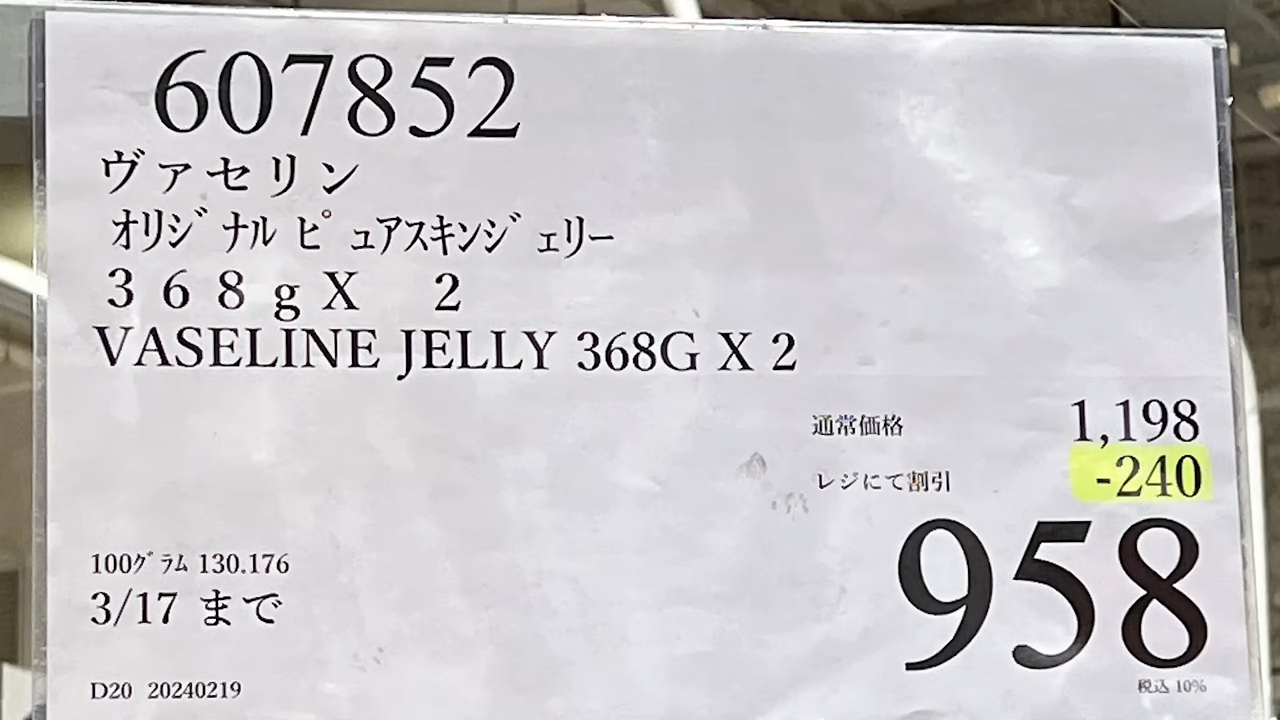 607852
ヴァセリン
ｵﾘｼﾞﾅﾙ ﾋﾟｭｱｽｷﾝｼﾞｪﾘｰ
３６８ｇＸ　２
VASELINE JELLY 368G X 2
通常価格 1,198
レジにて割引 -240
958
税込 10%
100ｸﾞﾗﾑ 130.176
3/17 まで
D20 20240219